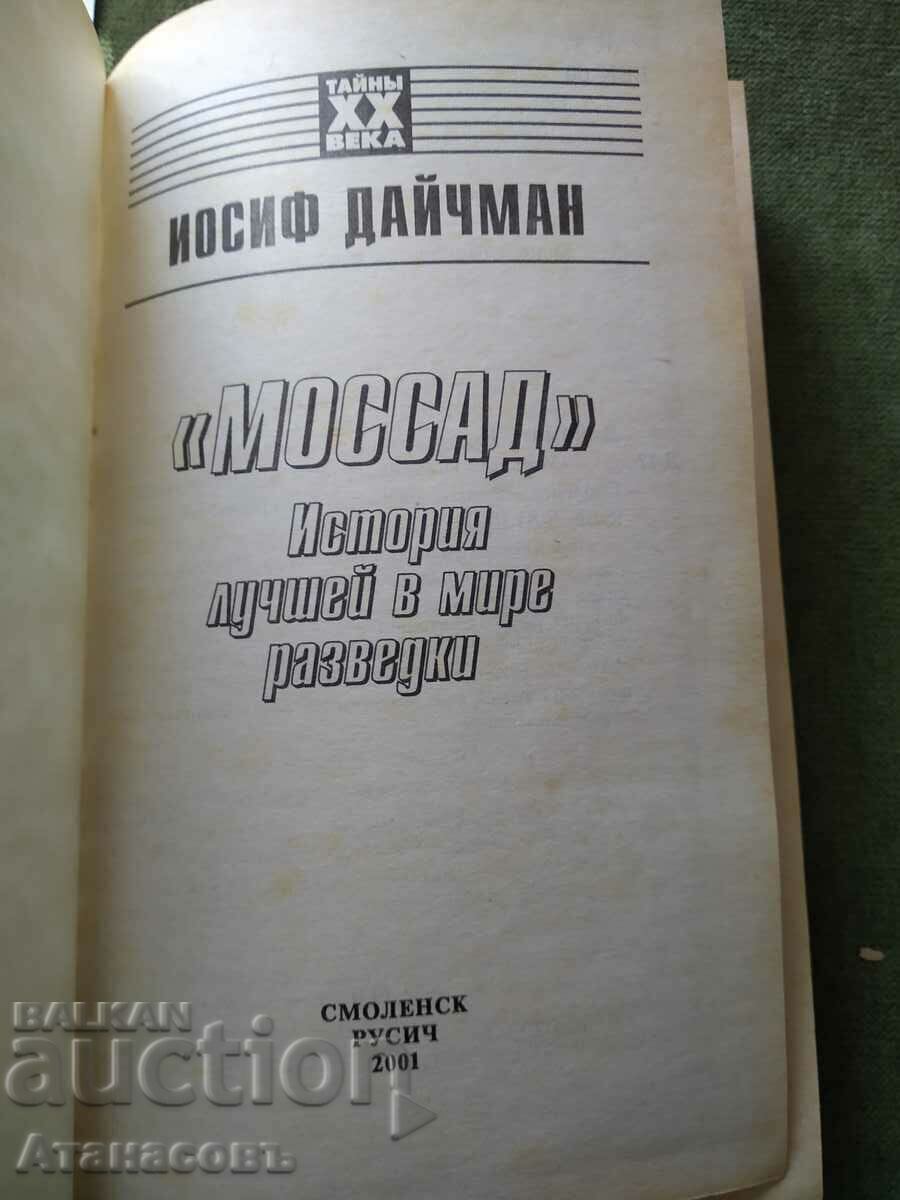 ТАЙНЫ
XX
ВЕКА
ИОСИФ ДАЙЧМАН
«МОССАД»
История
лучшей в мире
разведки
СМОЛЕНСК
РУСИЧ
2001
BALKAN
auction
Атанасовъ